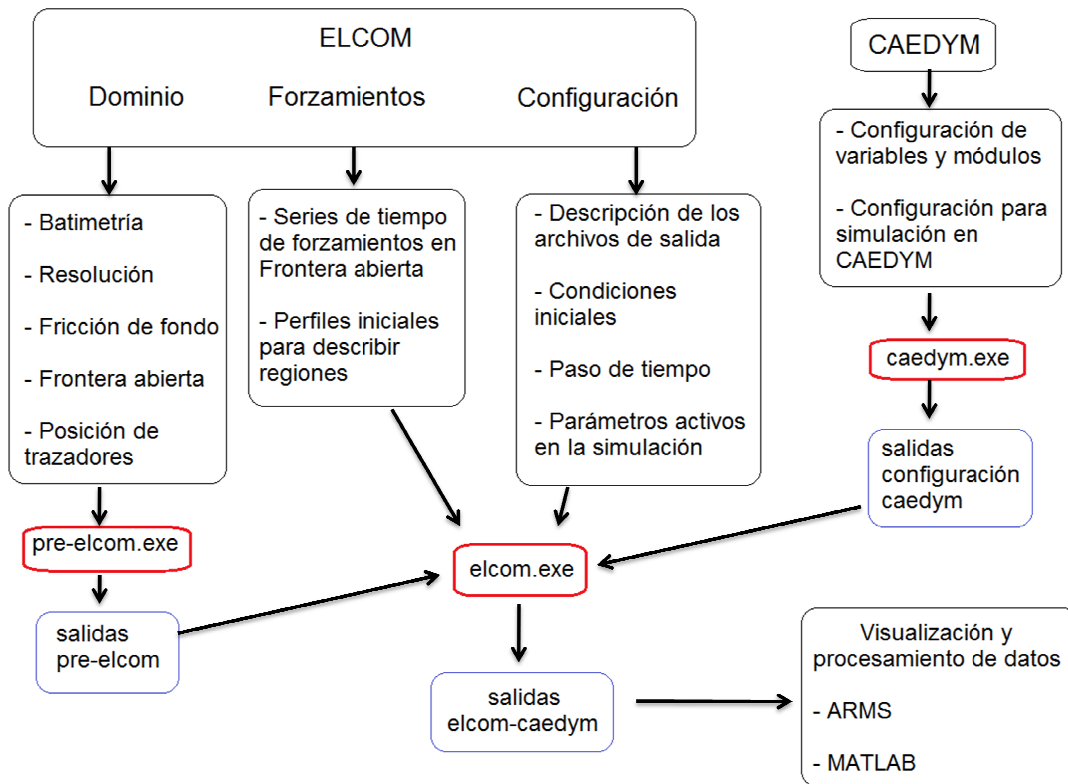 ELCOM
Dominio
Forzamientos
Configuración
CAEDYM
- Batimetría
- Resolución
- Fricción de fondo
- Frontera abierta
- Posición de
trazadores
- Series de tiempo
de forzamientos en
Frontera abierta
- Perfiles iniciales
para describir
regiones
- Descripción de los
archivos de salida
- Condiciones
iniciales
- Paso de tiempo
- Parámetros activos
en la simulación
- Configuración de
variables y módulos
- Configuración para
simulación en
CAEDYM
pre-elcom.exe
elcom.exe
caedym.exe
salidas
pre-elcom
salidas
configuración
caedym
salidas
elcom-caedym
Visualización y
procesamiento de datos
- ARMS
- MATLAB